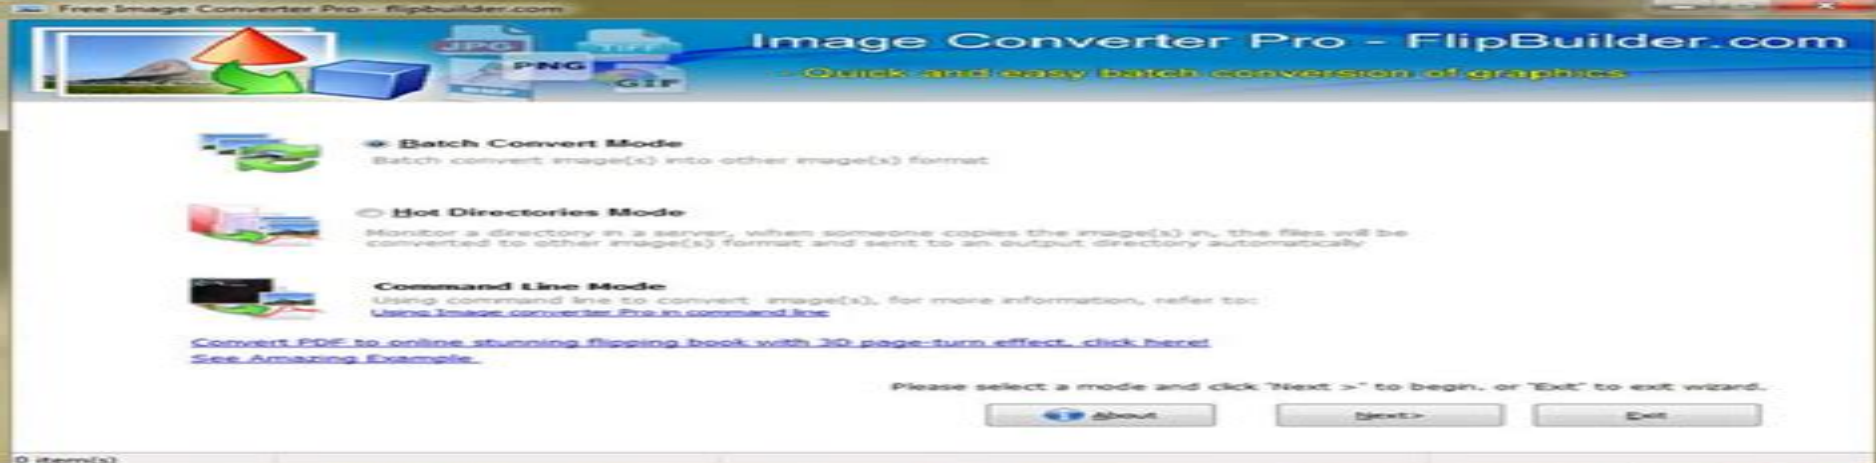 Free Image Converter Pro - flipbuilder.com
JPG
TIFF
PNG
BMP
GIF
Image Converter Pro - FlipBuilder.com
- Quick and easy batch conversion of graphics
Batch Convert Mode
Batch convert image(s) into other image(s) format
Hot Directories Mode
Monitor a directory in a server, when someone copies the image(s) in, the files will be
converted to other image(s) format and sent to an output directory automatically
Command Line Mode
Using command line to convert image(s), for more information, refer to:
Using Image converter Pro in command line
Convert PDF to online stunning flipping book with 3D page-turn effect, click here!
See Amazing Example.
Please select a mode and click 'Next >' to begin, or 'Exit' to exit wizard.
About
Next>
Exit
0 item(s)